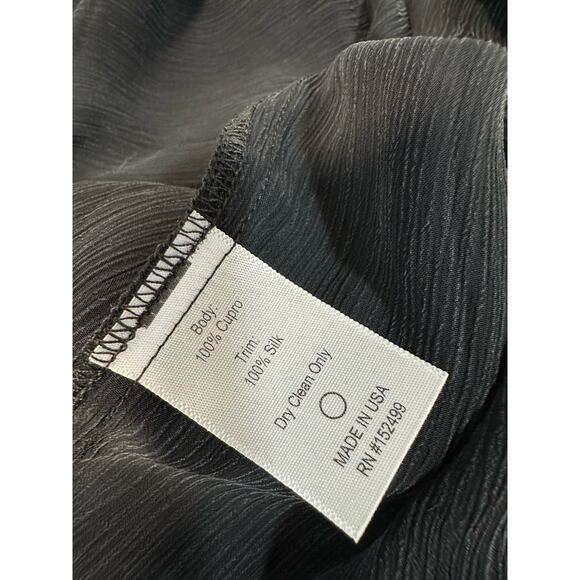 Body:
100% Cupro
Trim:
100% Silk
Dry Clean Only
MADE IN USA
RN #152499